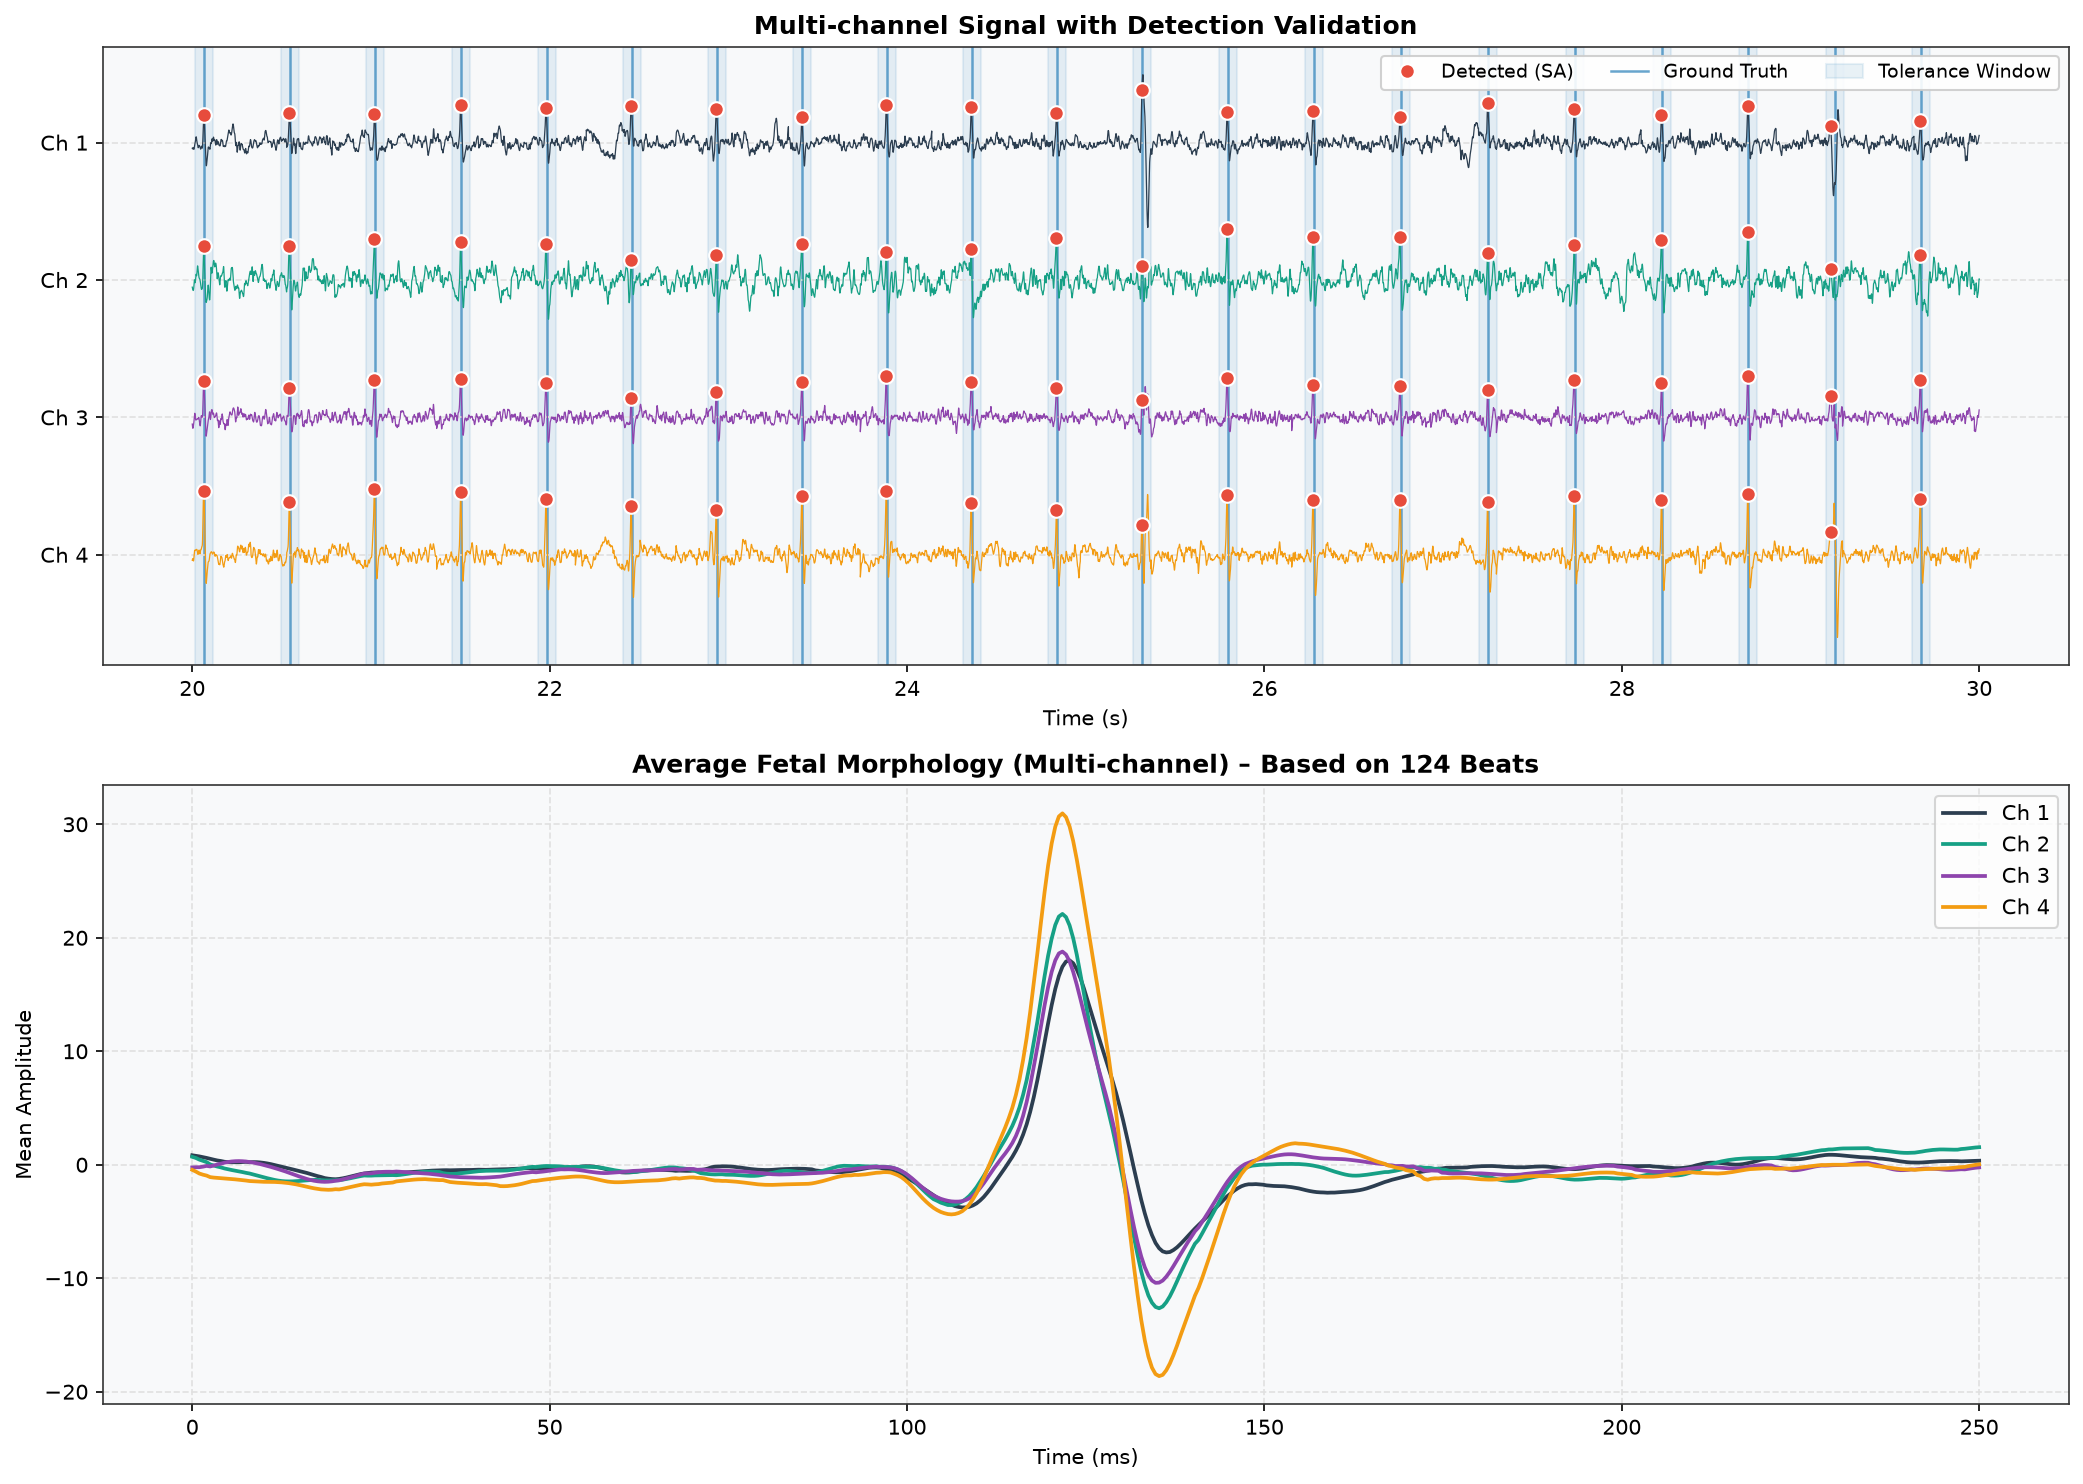 Multi-channel Signal with Detection Validation
Detected (SA) Ground Truth Tolerance Window
Ch 1
Ch 2
Ch 3
Ch 4
20 22 24 26 28 30
Time (s)
Average Fetal Morphology (Multi-channel) – Based on 124 Beats
Ch 1
Ch 2
Ch 3
Ch 4
Mean Amplitude
30
20
10
0
−10
−20
0 50 100 150 200 250
Time (ms)